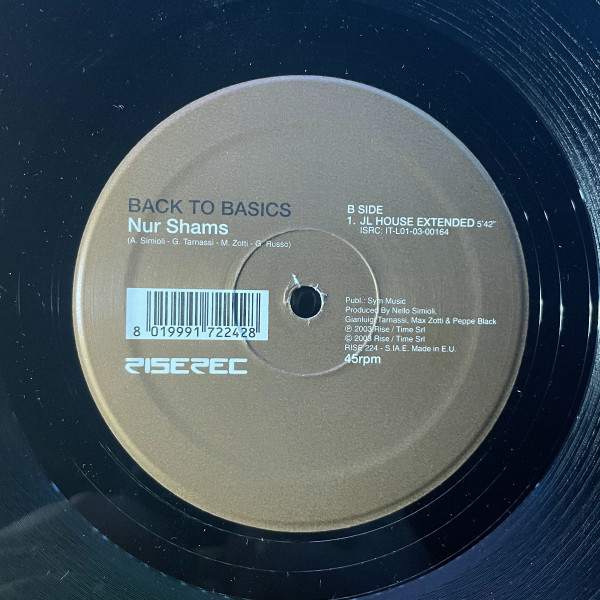 BACK TO BASICS
Nur Shams
(A. Simioli - G. Tarnassi - M. Zotti - G. Russo)
8 019991 722428
RISEREC
B SIDE
1. JL HOUSE EXTENDED 5'42"
ISRC: IT-L01-03-00164
Publ.: Sym Music
Produced By Nello Simioli,
Gianluigi Tarnassi, Max Zotti & Peppe Black
℗ 2003 Rise / Time Srl
© 2003 Rise / Time Srl
RISE 224 - S.I.A.E. Made in E.U.
45rpm